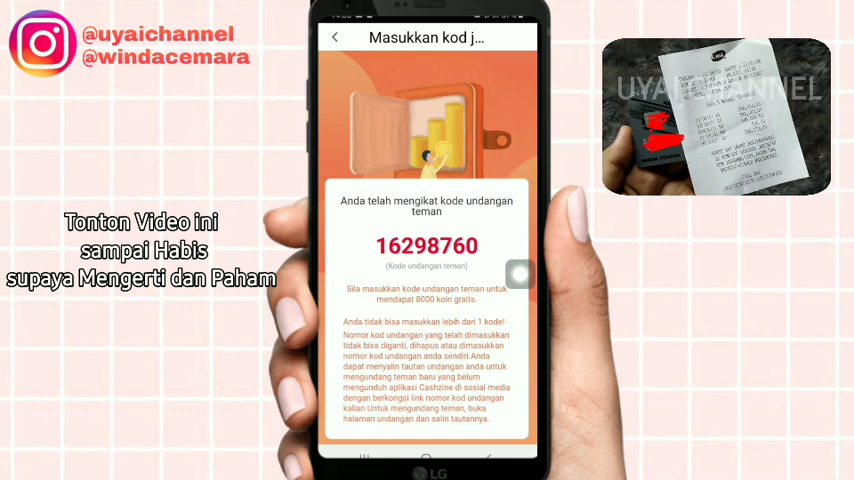 @uyaichannel
@windacemara
Masukkan kod j...
UYAI CHANNEL
Anda telah mengikat kode undangan
teman
16298760
(Kode undangan teman)
Tonton Video ini
sampai Habis
supaya Mengerti dan Paham
Sila masukkan kode undangan teman untuk
mendapat 8000 koin gratis.
Anda tidak bisa masukkan lebih dari 1 kode!
Nomor kod undangan yang telah dimasukkan
tidak bisa diganti, dihapus atau dimasukkan
nomor kod undangan anda sendiri.Anda
dapat menyalin tautan undangan anda untuk
mengundang teman baru yang belum
mengunduh aplikasi Cashzine di sosial media
dengan berkongsi link nomor kod undangan
kalian.Untuk mengundang teman, buka
halaman undangan dan salin tautannya.
LG